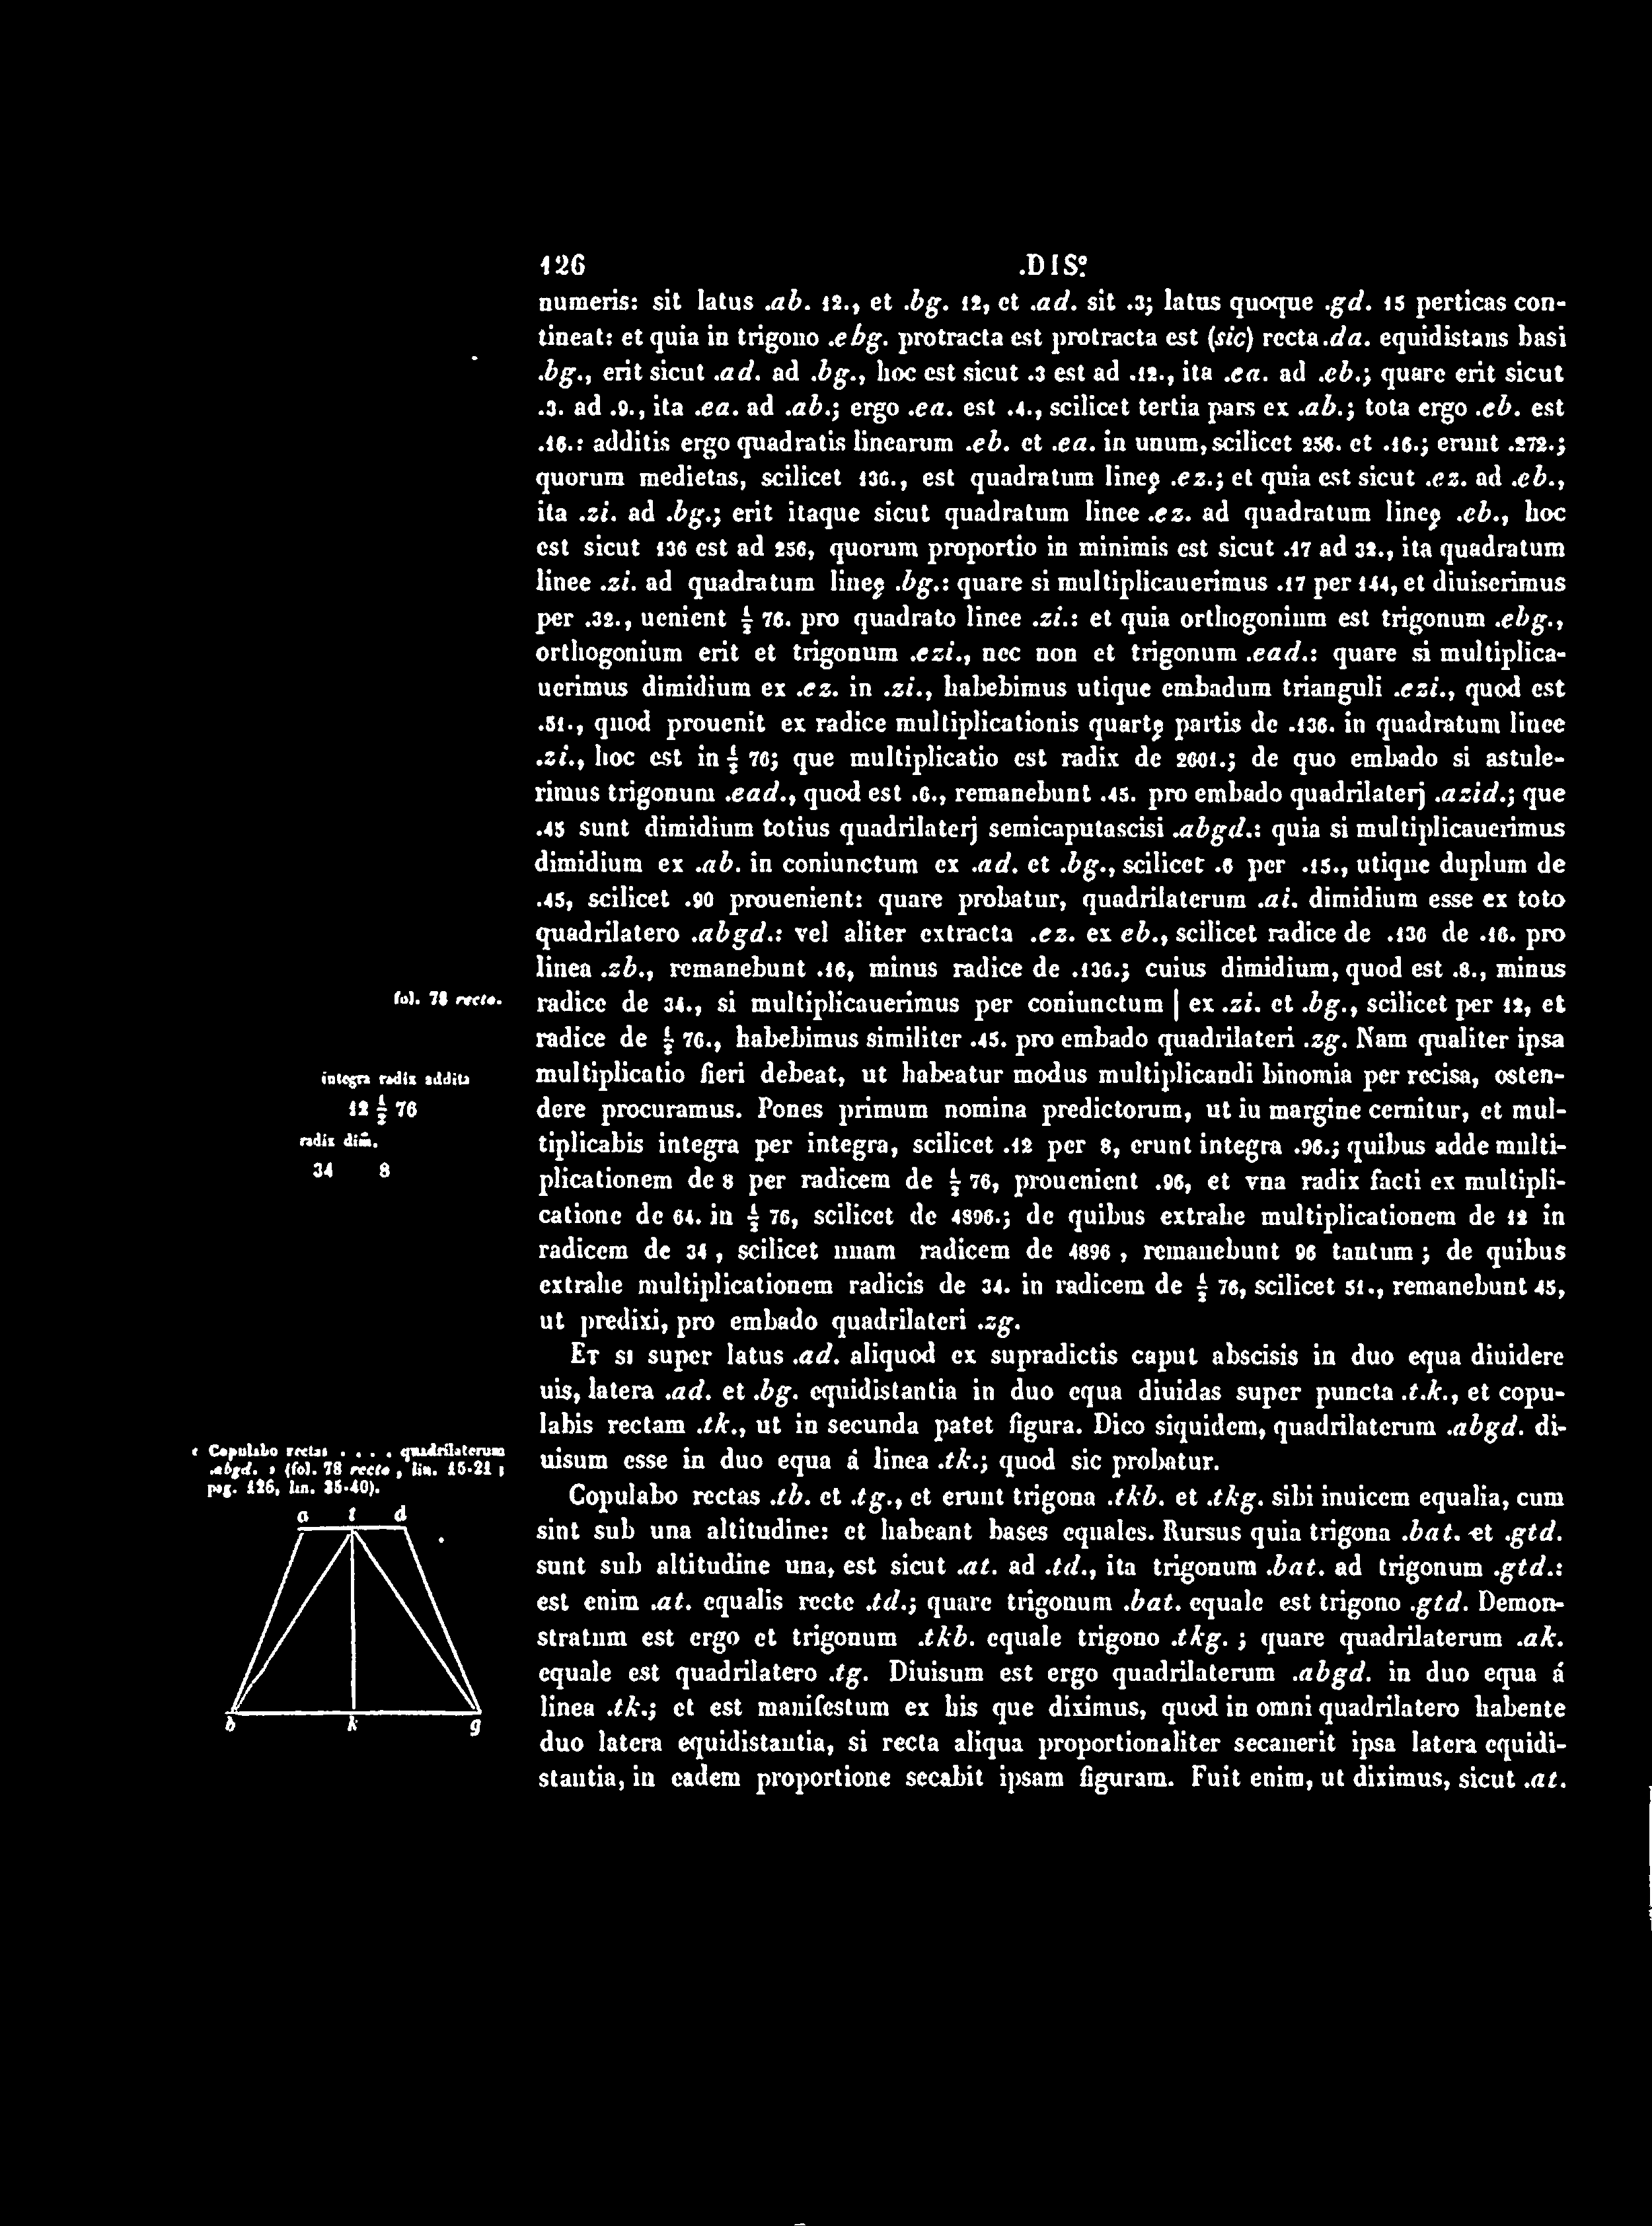 126 .DIS.º
numeris: sit latus .ab. 12., et .bg. 12, et .ad. sit .3; latus quoque .gd. 15 perticas con-
tineat: et quia in trigono .ebg. protracta est protracta est (sic) recta .da. equidistans basi
.bg., erit sicut .ad. ad .bg., hoc est sicut .3 est ad .12., ita .ea. ad .eb.; quare erit sicut
.3. ad .9., ita .ea. ad .ab.; ergo .ea. est .4., scilicet tertia pars ex .ab.; tota ergo .eb. est
.16.: additis ergo quadratis linearum .eb. et .ea. in unum, scilicet 256. et .16.; erunt .272.;
quorum medietas, scilicet 136., est quadratum lineę .ez.; et quia est sicut .ez. ad .eb.,
ita .zi. ad .bg.; erit itaque sicut quadratum linee .ez. ad quadratum lineę .eb., hoc
est sicut 136 est ad 256, quorum proportio in minimis est sicut .17 ad 32., ita quadratum
linee .zi. ad quadratum lineę .bg.: quare si multiplicauerimus .17 per 144, et diuiserimus
per .32., uenient 1/2 76. pro quadrato linee .zi.: et quia orthogonium est trigonum .ebg.,
orthogonium erit et trigonum .ezi., nec non et trigonum .ead.: quare si multiplica-
uerimus dimidium ex .ez. in .zi., habebimus utique embadum trianguli .ezi., quod est
.51., quod prouenit ex radice multiplicationis quartę partis de .136. in quadratum linee
.zi., hoc est in 1/2 76; que multiplicatio est radix de 2601.; de quo embado si astule-
rimus trigonum .ead., quod est .6., remanebunt .45. pro embado quadrilaterj .azid.; que
.45 sunt dimidium totius quadrilaterj semicaputascisi .abgd.: quia si multiplicauerimus
dimidium ex .ab. in coniunctum ex .ad. et .bg., scilicet .6 per .15., utique duplum de
.45, scilicet .90 prouenient: quare probatur, quadrilaterum .ai. dimidium esse ex toto
quadrilatero .abgd.: vel aliter extracta .ez. ex eb., scilicet radice de .136 de .16. pro
linea .zb., remanebunt .16, minus radice de .136.; cuius dimidium, quod est .8., minus
fol. 78 recto.
radice de 34., si multiplicauerimus per coniunctum | ex .zi. et .bg., scilicet per 12, et
radice de 1/2 76., habebimus similiter .45. pro embado quadrilateri .zg. Nam qualiter ipsa
integra radix addita
multiplicatio fieri debeat, ut habeatur modus multiplicandi binomia per recisa, osten-
12 1/2 76
dere procuramus. Pones primum nomina predictorum, ut iu margine cernitur, et mul-
radix dim̄.
tiplicabis integra per integra, scilicet .12 per 8, erunt integra .96.; quibus adde multi-
34 8
plicationem de 8 per radicem de 1/2 76, prouenient .96, et vna radix facti ex multipli-
catione de 64. in 1/2 76, scilicet de 4896.; de quibus extrahe multiplicationem de 12 in
radicem de 34 , scilicet unam radicem de 4896 , remanebunt 96 tantum ; de quibus
extrahe multiplicationem radicis de 34. in radicem de 1/2 76, scilicet 51., remanebunt 45,
ut predixi, pro embado quadrilateri .zg.
Et si super latus .ad. aliquod ex supradictis caput abscisis in duo equa diuidere
uis, latera .ad. et .bg. equidistantia in duo equa diuidas super puncta .t.k., et copu-
labis rectam .tk., ut in secunda patet figura. Dico siquidem, quadrilaterum .abgd. di-
uisum esse in duo equa á linea .tk.; quod sic probatur.
« Copulabo rectas . . . . quadrilaterum
.abgd. » (fol. 78 recto, lin. 15-21 ;
pag. 126, lin. 35-40).
Copulabo rectas .tb. et .tg., et erunt trigona .tkb. et .tkg. sibi inuicem equalia, cum
sint sub una altitudine: et habeant bases equales. Rursus quia trigona .bat. et .gtd.
sunt sub altitudine una, est sicut .at. ad .td., ita trigonum .bat. ad trigonum .gtd.:
est enim .at. equalis recte .td.; quare trigonum .bat. equale est trigono .gtd. Demon-
stratum est ergo et trigonum .tkb. equale trigono .tkg. ; quare quadrilaterum .ak.
equale est quadrilatero .tg. Diuisum est ergo quadrilaterum .abgd. in duo equa á
linea .tk.; et est manifestum ex his que diximus, quod in omni quadrilatero habente
duo latera equidistantia, si recta aliqua proportionaliter secauerit ipsa latera equidi-
stantia, in eadem proportione secabit ipsam figuram. Fuit enim, ut diximus, sicut .at.
a t d
b k g